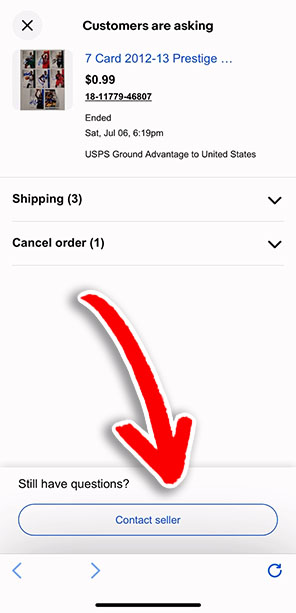 Customers are asking
7 Card 2012-13 Prestige ...
$0.99
18-11779-46807
Ended
Sat, Jul 06, 6:19pm
USPS Ground Advantage to United States
Shipping (3)
Cancel order (1)
Still have questions?
Contact seller